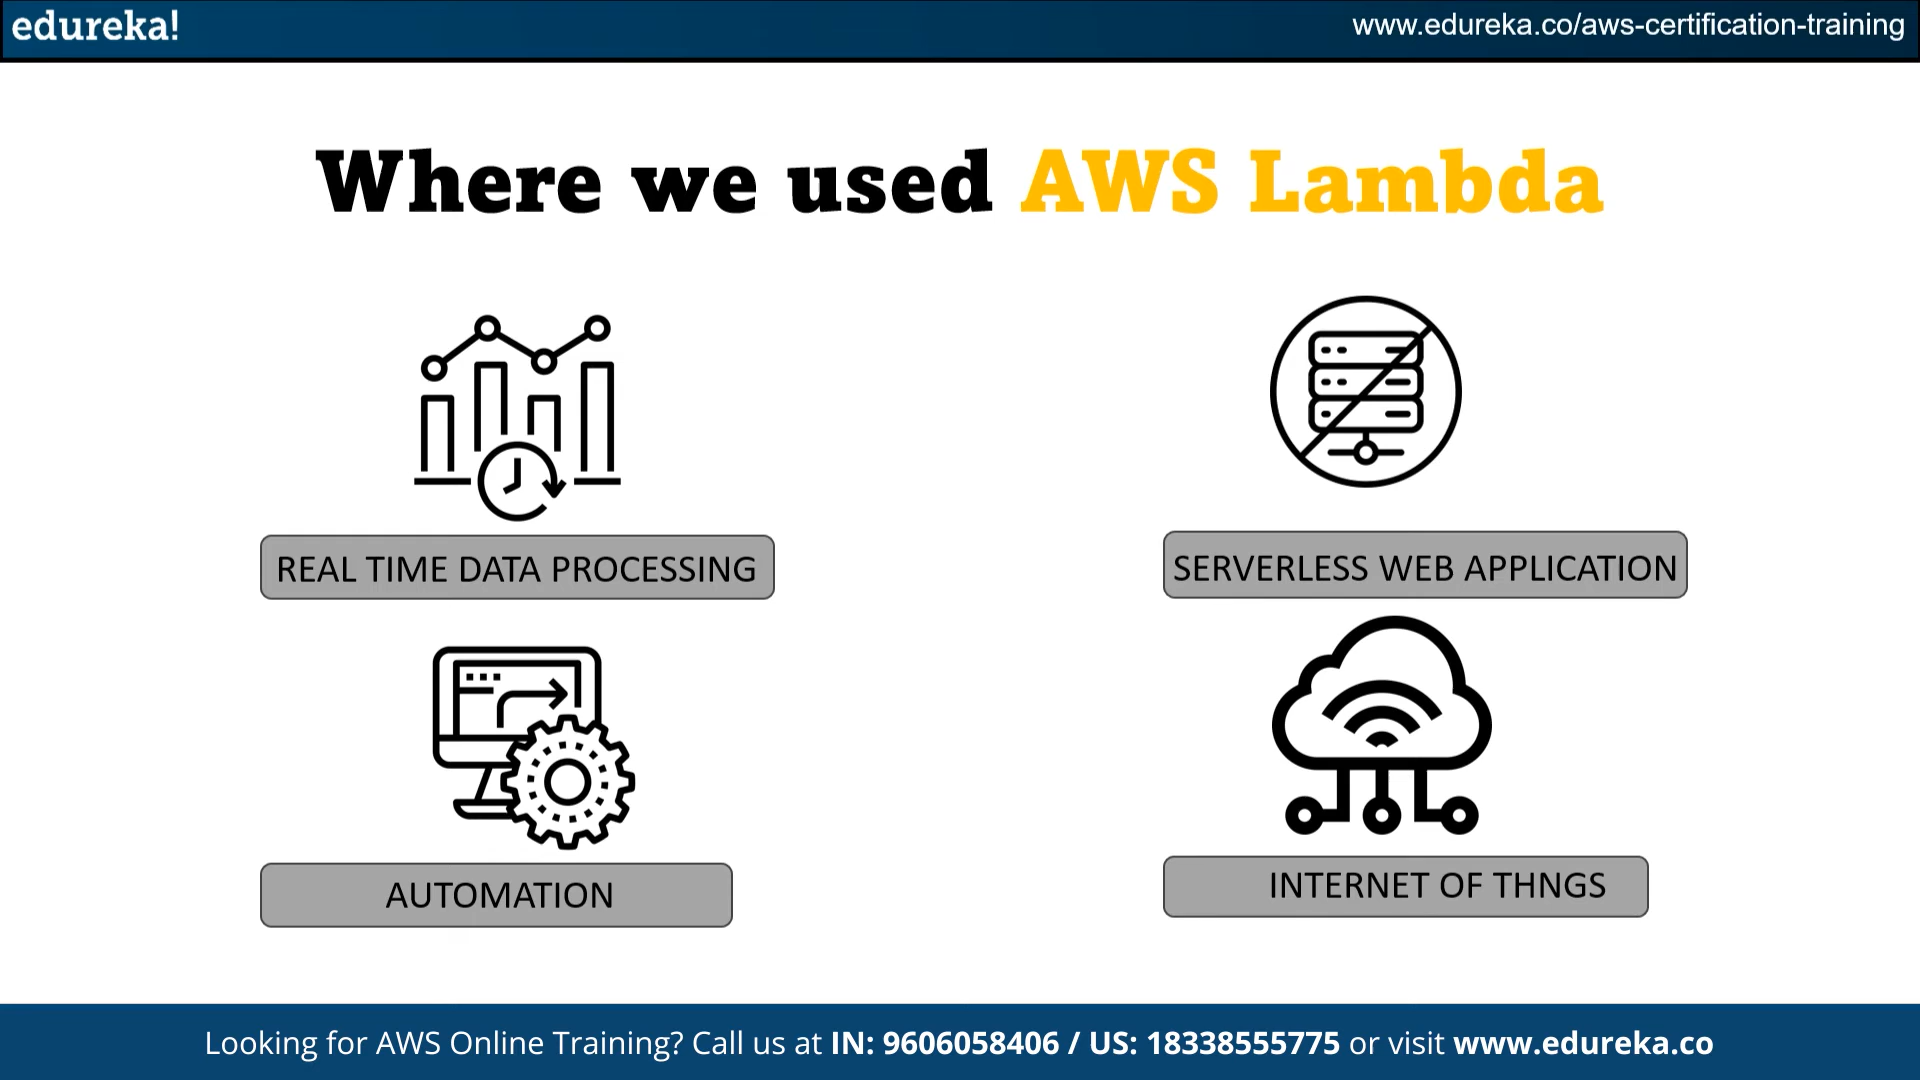 edureka!
www.edureka.co/aws-certification-training
Where we used AWS Lambda
REAL TIME DATA PROCESSING
SERVERLESS WEB APPLICATION
AUTOMATION
INTERNET OF THNGS
Looking for AWS Online Training? Call us at IN: 9606058406 / US: 18338555775 or visit www.edureka.co